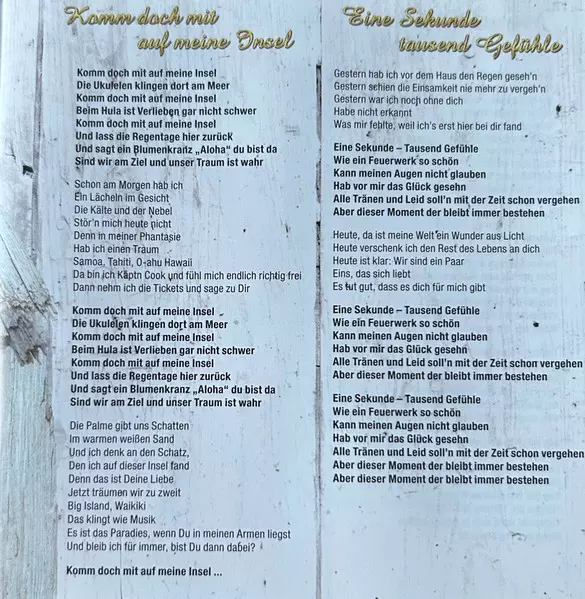 Komm doch mit
auf meine Insel
Komm doch mit auf meine Insel
Die Ukulelen klingen dort am Meer
Komm doch mit auf meine Insel
Beim Hula ist Verlieben gar nicht schwer
Komm doch mit auf meine Insel
Und lass die Regentage hier zurück
Und sagt ein Blumenkranz „Aloha“ du bist da
Sind wir am Ziel und unser Traum ist wahr
Schon am Morgen hab ich
Ein Lächeln im Gesicht
Die Kälte und der Nebel
Stör'n mich heute nicht
Denn in meiner Phantasie
Hab ich einen Traum
Samoa, Tahiti, O-ahu Hawaii
Da bin ich Käptn Cook und fühl mich endlich richtig frei
Dann nehm ich die Tickets und sage zu Dir
Komm doch mit auf meine Insel
Die Ukulelen klingen dort am Meer
Komm doch mit auf meine Insel
Beim Hula ist Verlieben gar nicht schwer
Komm doch mit auf meine Insel
Und lass die Regentage hier zurück
Und sagt ein Blumenkranz „Aloha“ du bist da
Sind wir am Ziel und unser Traum ist wahr
Die Palme gibt uns Schatten
Im warmen weißen Sand
Und ich denk an den Schatz,
Den ich auf dieser Insel fand
Denn das ist Deine Liebe
Jetzt träumen wir zu zweit
Big Island, Waikiki
Das klingt wie Musik
Es ist das Paradies, wenn Du in meinen Armen liegst
Und bleib ich für immer, bist Du dann dabei?
Komm doch mit auf meine Insel ...
Eine Sekunde
tausend Gefühle
Gestern hab ich vor dem Haus den Regen geseh'n
Gestern schien die Einsamkeit nie mehr zu vergeh'n
Gestern war ich noch ohne dich
Habe nicht erkannt
Was mir fehlte, weil ich's erst hier bei dir fand
Eine Sekunde – Tausend Gefühle
Wie ein Feuerwerk so schön
Kann meinen Augen nicht glauben
Hab vor mir das Glück gesehn
Alle Tränen und Leid soll'n mit der Zeit schon vergehen
Aber dieser Moment der bleibt immer bestehen
Heute, da ist meine Welt ein Wunder aus Licht
Heute verschenk ich den Rest des Lebens an dich
Heute ist klar: Wir sind ein Paar
Eins, das sich liebt
Es tut gut, dass es dich für mich gibt
Eine Sekunde – Tausend Gefühle
Wie ein Feuerwerk so schön
Kann meinen Augen nicht glauben
Hab vor mir das Glück gesehn
Alle Tränen und Leid soll'n mit der Zeit schon vergehen
Aber dieser Moment der bleibt immer bestehen
Eine Sekunde – Tausend Gefühle
Wie ein Feuerwerk so schön
Kann meinen Augen nicht glauben
Hab vor mir das Glück gesehn
Alle Tränen und Leid soll'n mit der Zeit schon vergehen
Aber dieser Moment der bleibt immer bestehen
Aber dieser Moment der bleibt immer bestehen